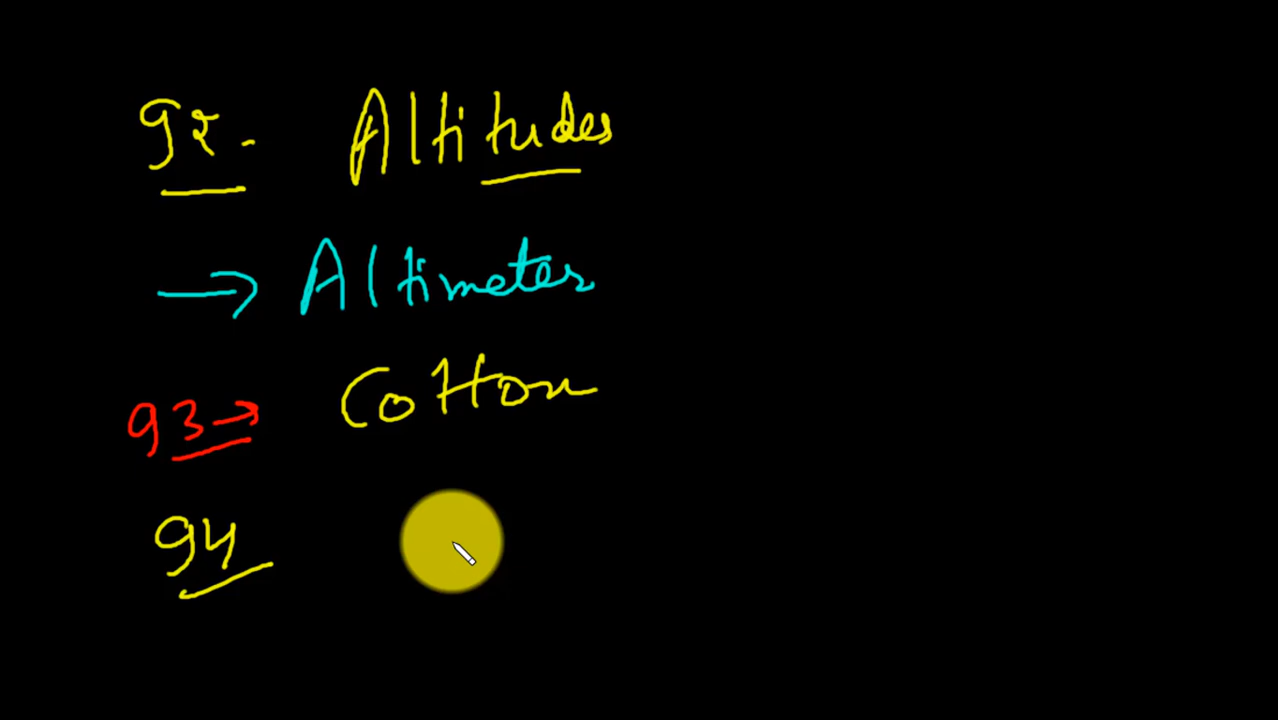 92- Altitudes
→ Altimeter
93→ Cotton
94